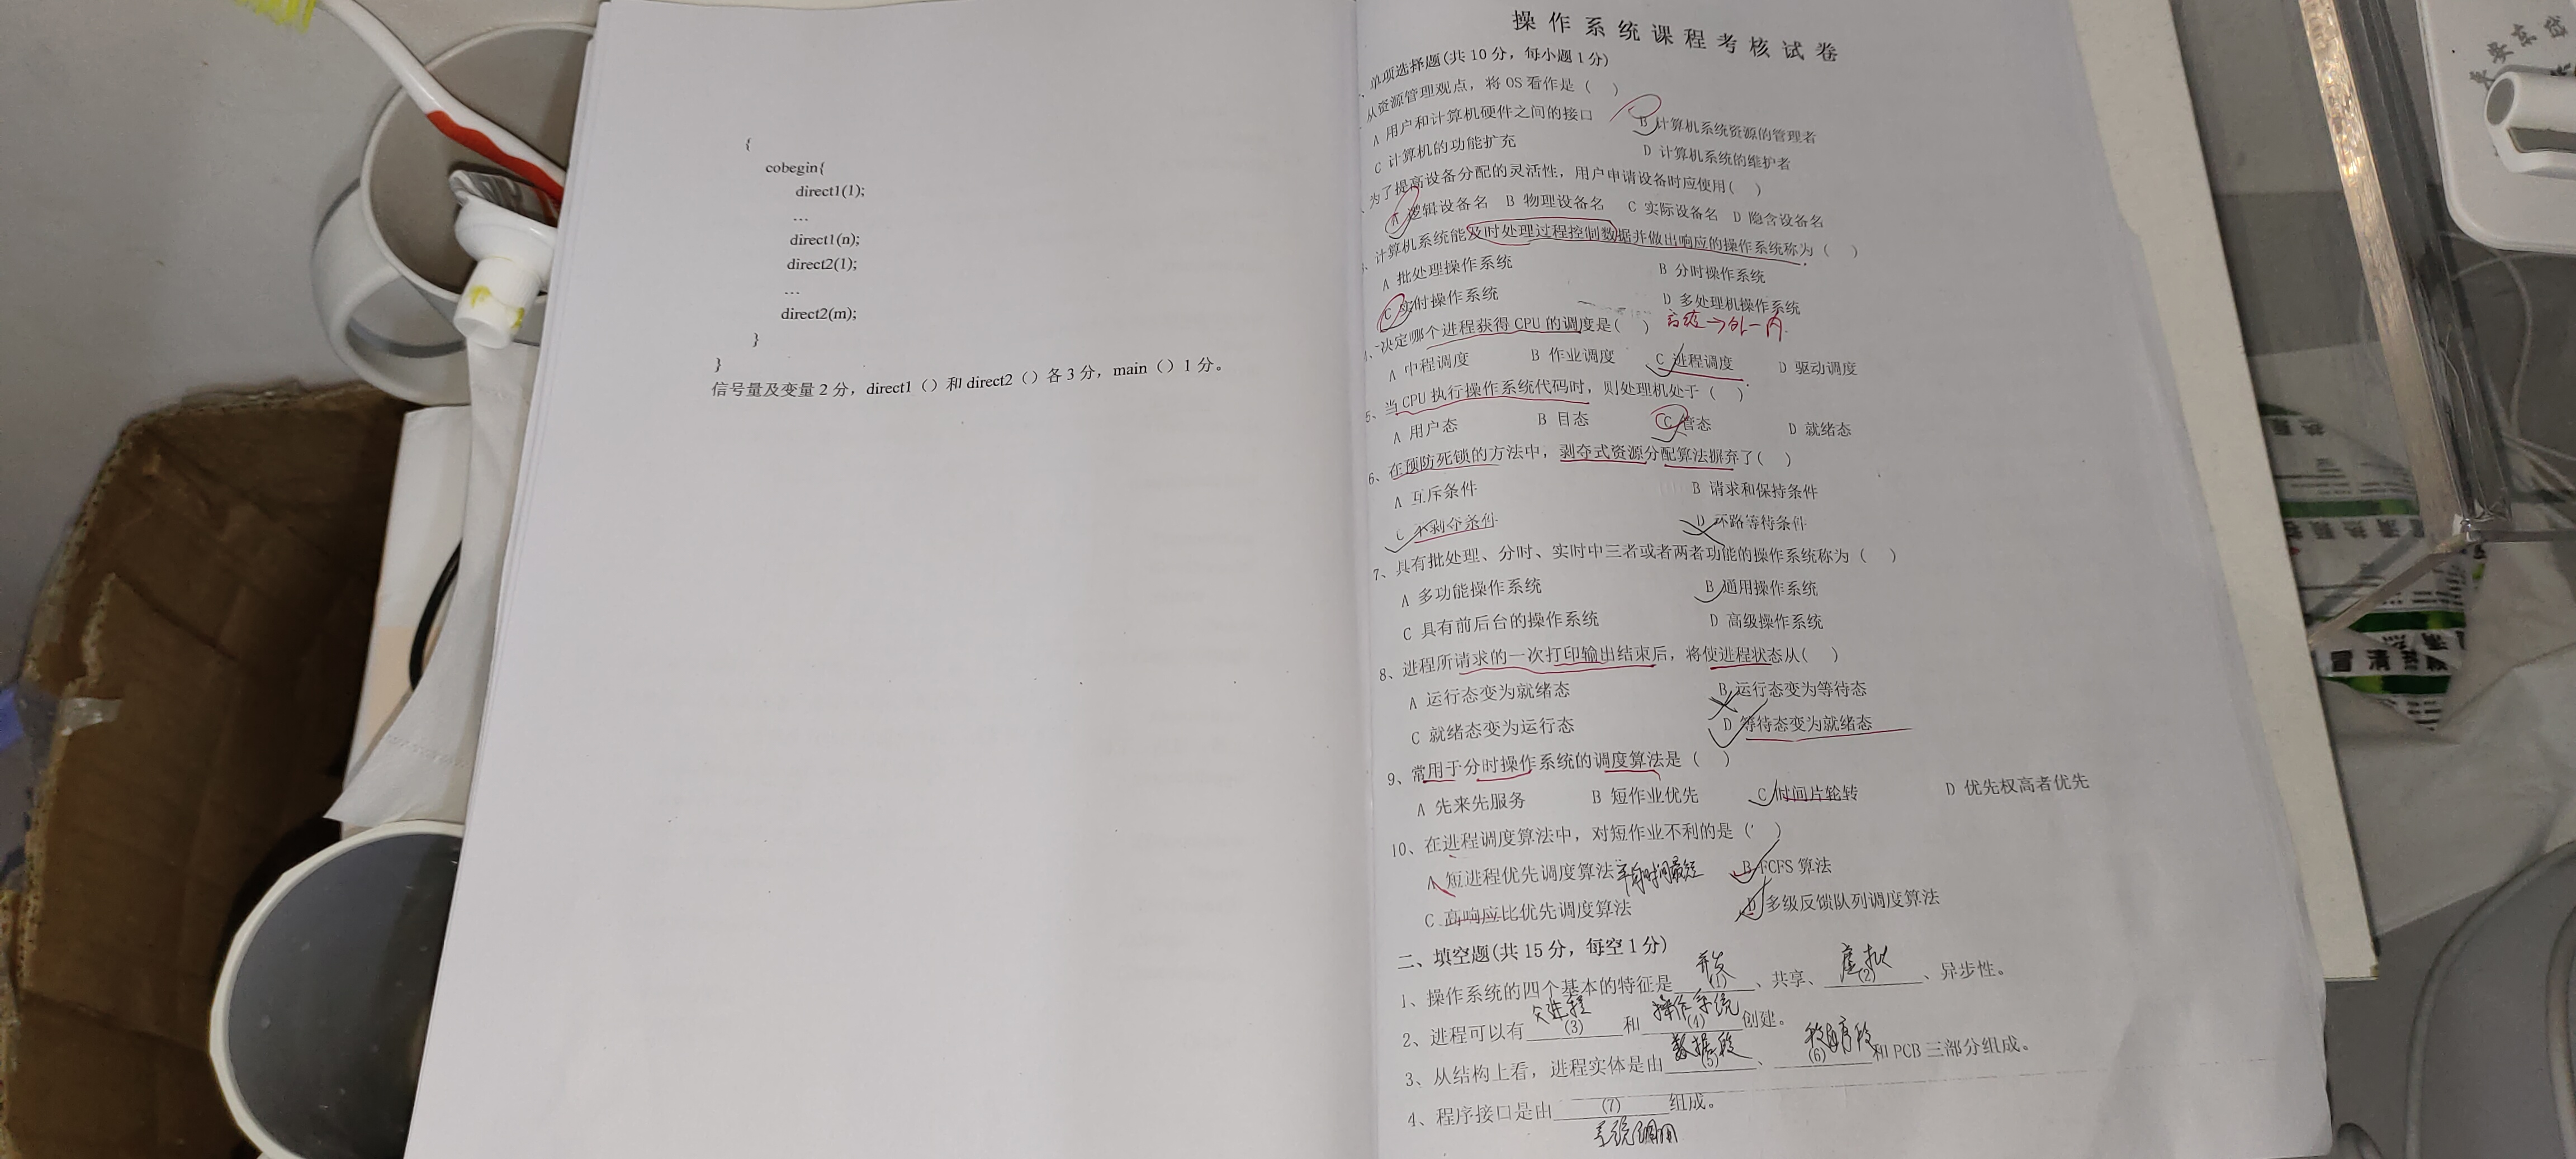 {
cobegin{
direct1(1);
…
direct1(n);
direct2(1);
…
direct2(m);
}
}
信号量及变量 2 分，direct1（）和 direct2（）各 3 分，main（）1 分。
操作系统课程考核试卷
、单项选择题(共 10 分，每小题 1 分)
从资源管理观点，将 OS 看作是（ ）
A 用户和计算机硬件之间的接口 B 计算机系统资源的管理者
C 计算机的功能扩充 D 计算机系统的维护者
、为了提高设备分配的灵活性，用户申请设备时应使用( )
A 逻辑设备名 B 物理设备名 C 实际设备名 D 隐含设备名
、计算机系统能及时处理过程控制数据并做出响应的操作系统称为（ ）
A 批处理操作系统 B 分时操作系统
C 实时操作系统 D 多处理机操作系统
、决定哪个进程获得 CPU 的调度是( ) 高级→外—内
A 中程调度 B 作业调度 C 进程调度 D 驱动调度
5、当 CPU 执行操作系统代码时，则处理机处于（ ）
A 用户态 B 目态 C 管态 D 就绪态
6、在预防死锁的方法中，剥夺式资源分配算法摒弃了( )
A 互斥条件 B 请求和保持条件
C 不剥夺条件 D 环路等待条件
7、具有批处理、分时、实时中三者或者两者功能的操作系统称为（ ）
A 多功能操作系统 B 通用操作系统
C 具有前后台的操作系统 D 高级操作系统
8、进程所请求的一次打印输出结束后，将使进程状态从( )
A 运行态变为就绪态 B 运行态变为等待态
C 就绪态变为运行态 D 等待态变为就绪态
9、常用于分时操作系统的调度算法是（ ）
A 先来先服务 B 短作业优先 C 时间片轮转 D 优先权高者优先
10、在进程调度算法中，对短作业不利的是（ ）
A 短进程优先调度算法 平均时间最短 B FCFS 算法
C 高响应比优先调度算法 D 多级反馈队列调度算法
二、填空题(共 15 分，每空 1 分)
并发 虚拟
1、操作系统的四个基本的特征是 (1) 、共享、 (2) 、异步性。
父进程 操作系统
2、进程可以有 (3) 和 (4) 创建。
数据段 程序段
3、从结构上看，进程实体是由 (5) 、 (6) 和 PCB 三部分组成。
4、程序接口是由 (7) 组成。
系统调用